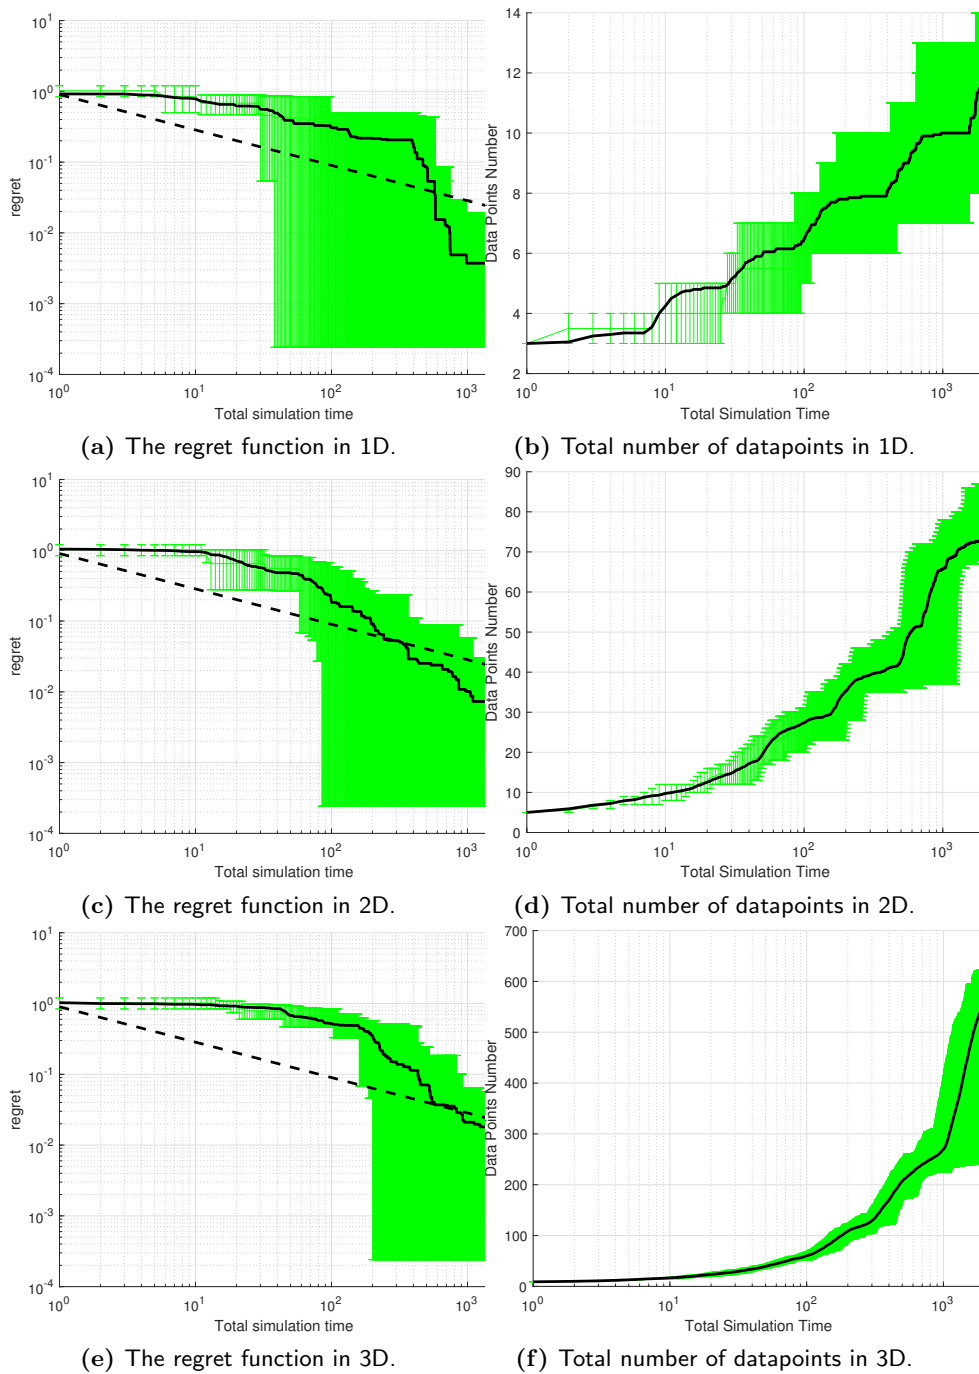 10^1
10^0
10^-1
10^-2
10^-3
10^-4
regret
10^0 10^1 10^2 10^3
Total simulation time
14
12
10
8
6
4
2
Data Points Number
10^0 10^1 10^2 10^3
Total Simulation Time
(a) The regret function in 1D.
(b) Total number of datapoints in 1D.
10^1
10^0
10^-1
10^-2
10^-3
10^-4
regret
10^0 10^1 10^2 10^3
Total simulation time
90
80
70
60
50
40
30
20
10
0
Data Points Number
10^0 10^1 10^2 10^3
Total Simulation Time
(c) The regret function in 2D.
(d) Total number of datapoints in 2D.
10^1
10^0
10^-1
10^-2
10^-3
10^-4
regret
10^0 10^1 10^2 10^3
Total simulation time
700
600
500
400
300
200
100
0
Data Points Number
10^0 10^1 10^2 10^3
Total Simulation Time
(e) The regret function in 3D.
(f) Total number of datapoints in 3D.